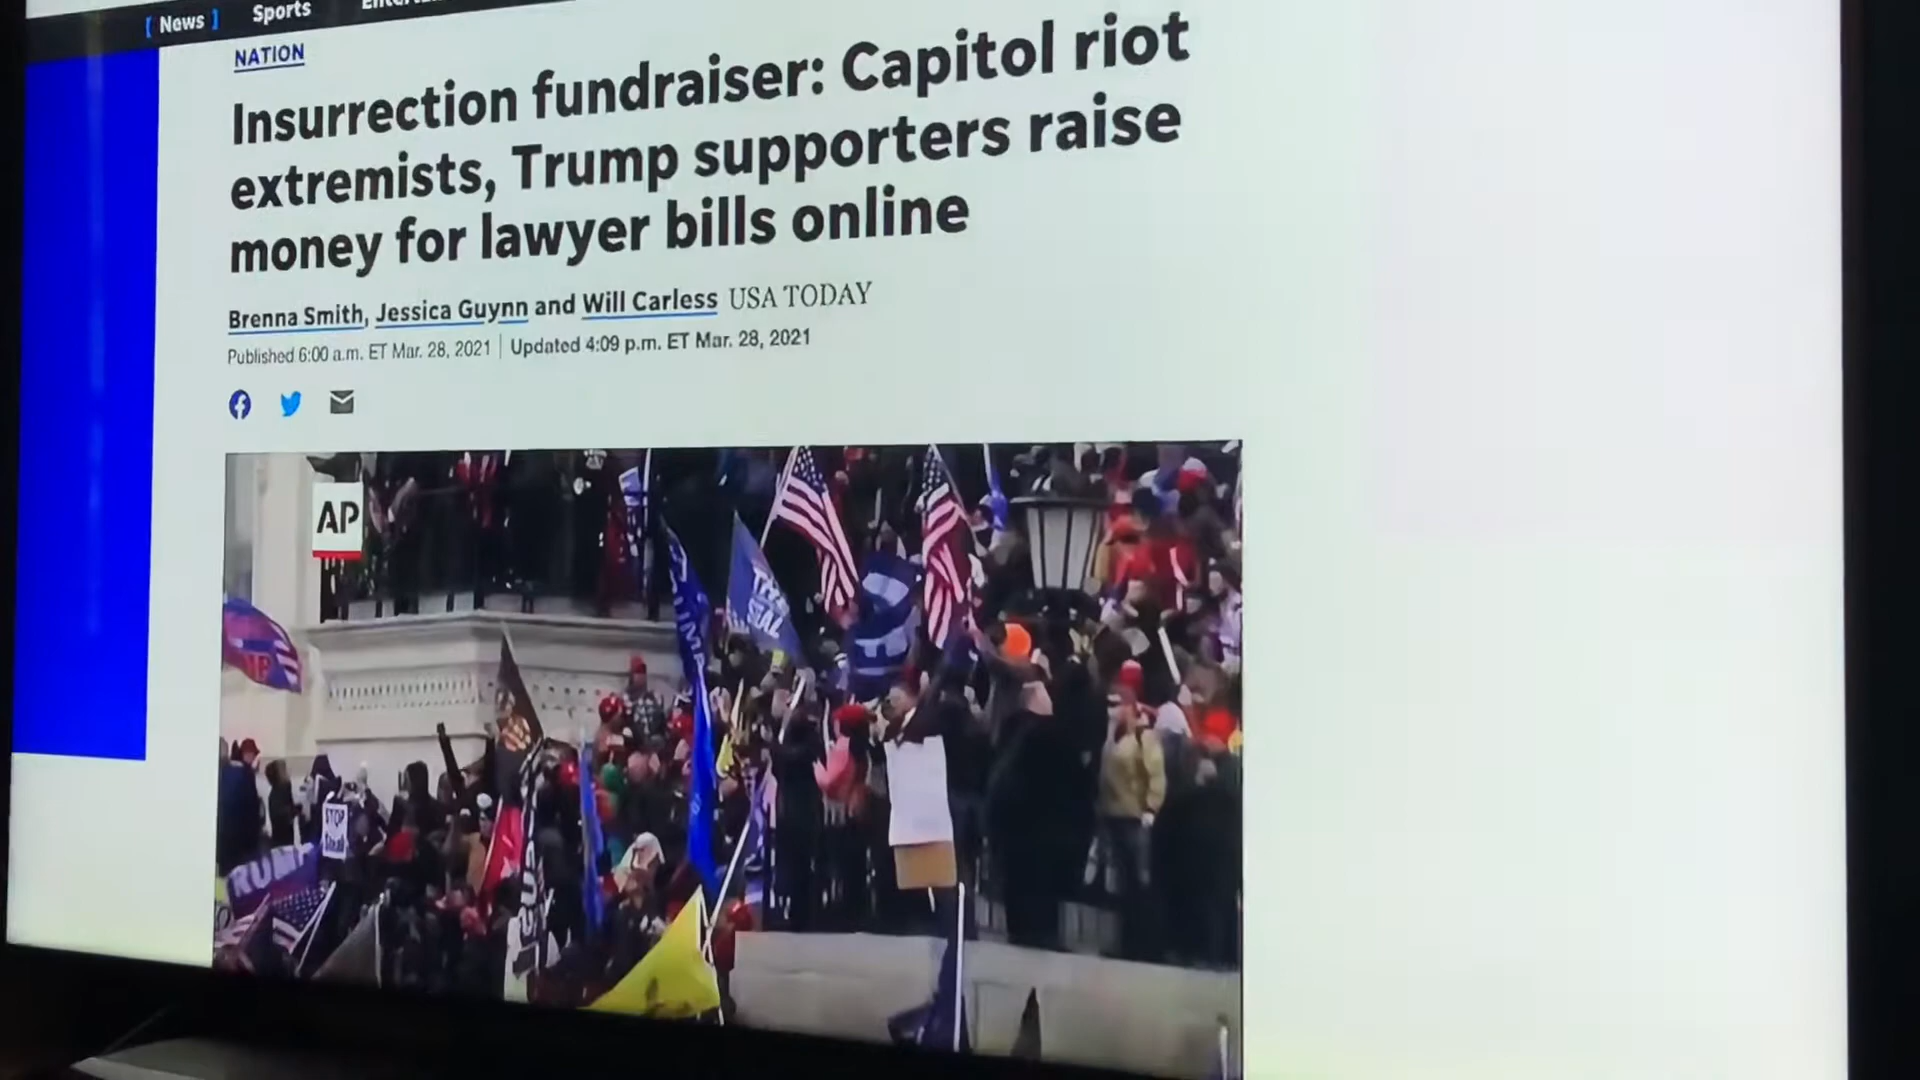 [ News ] Sports
NATION
Insurrection fundraiser: Capitol riot
extremists, Trump supporters raise
money for lawyer bills online
Brenna Smith, Jessica Guynn and Will Carless USA TODAY
Published 6:00 a.m. ET Mar. 28, 2021 | Updated 4:09 p.m. ET Mar. 28, 2021
AP
STOP